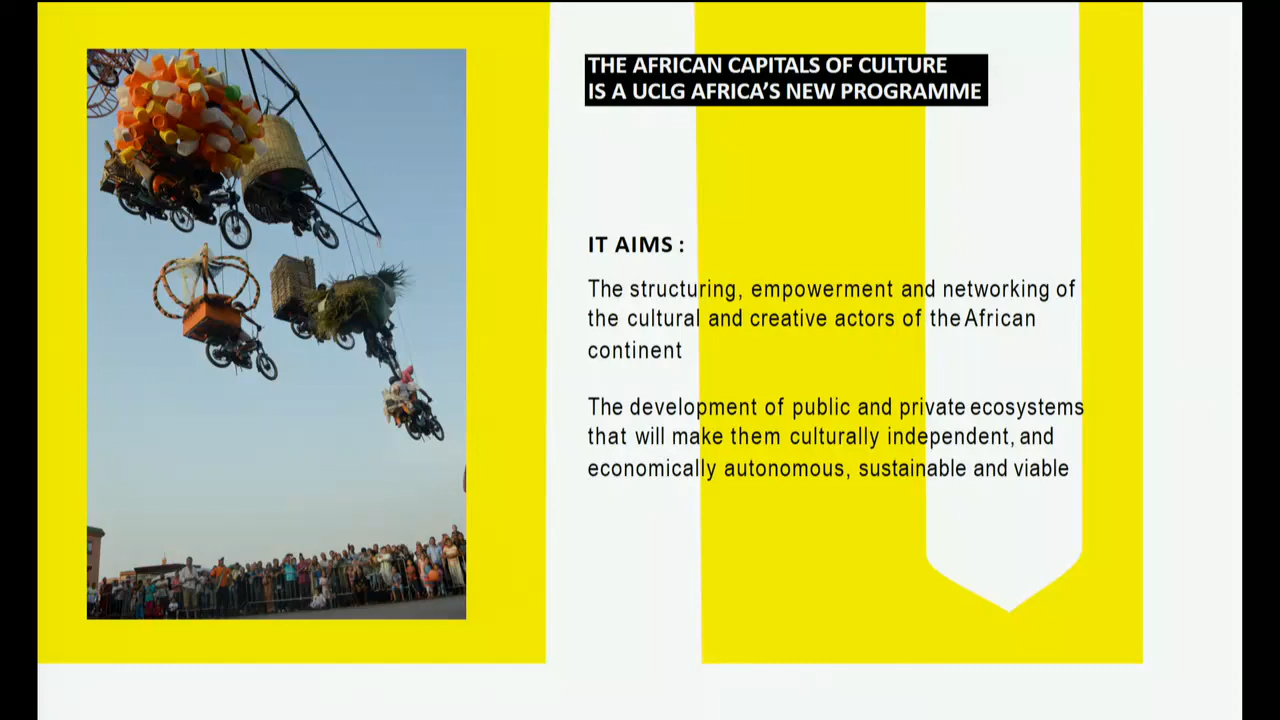 THE AFRICAN CAPITALS OF CULTURE
IS A UCLG AFRICA'S NEW PROGRAMME
IT AIMS :
The structuring, empowerment and networking of
the cultural and creative actors of the African
continent
The development of public and private ecosystems
that will make them culturally independent, and
economically autonomous, sustainable and viable